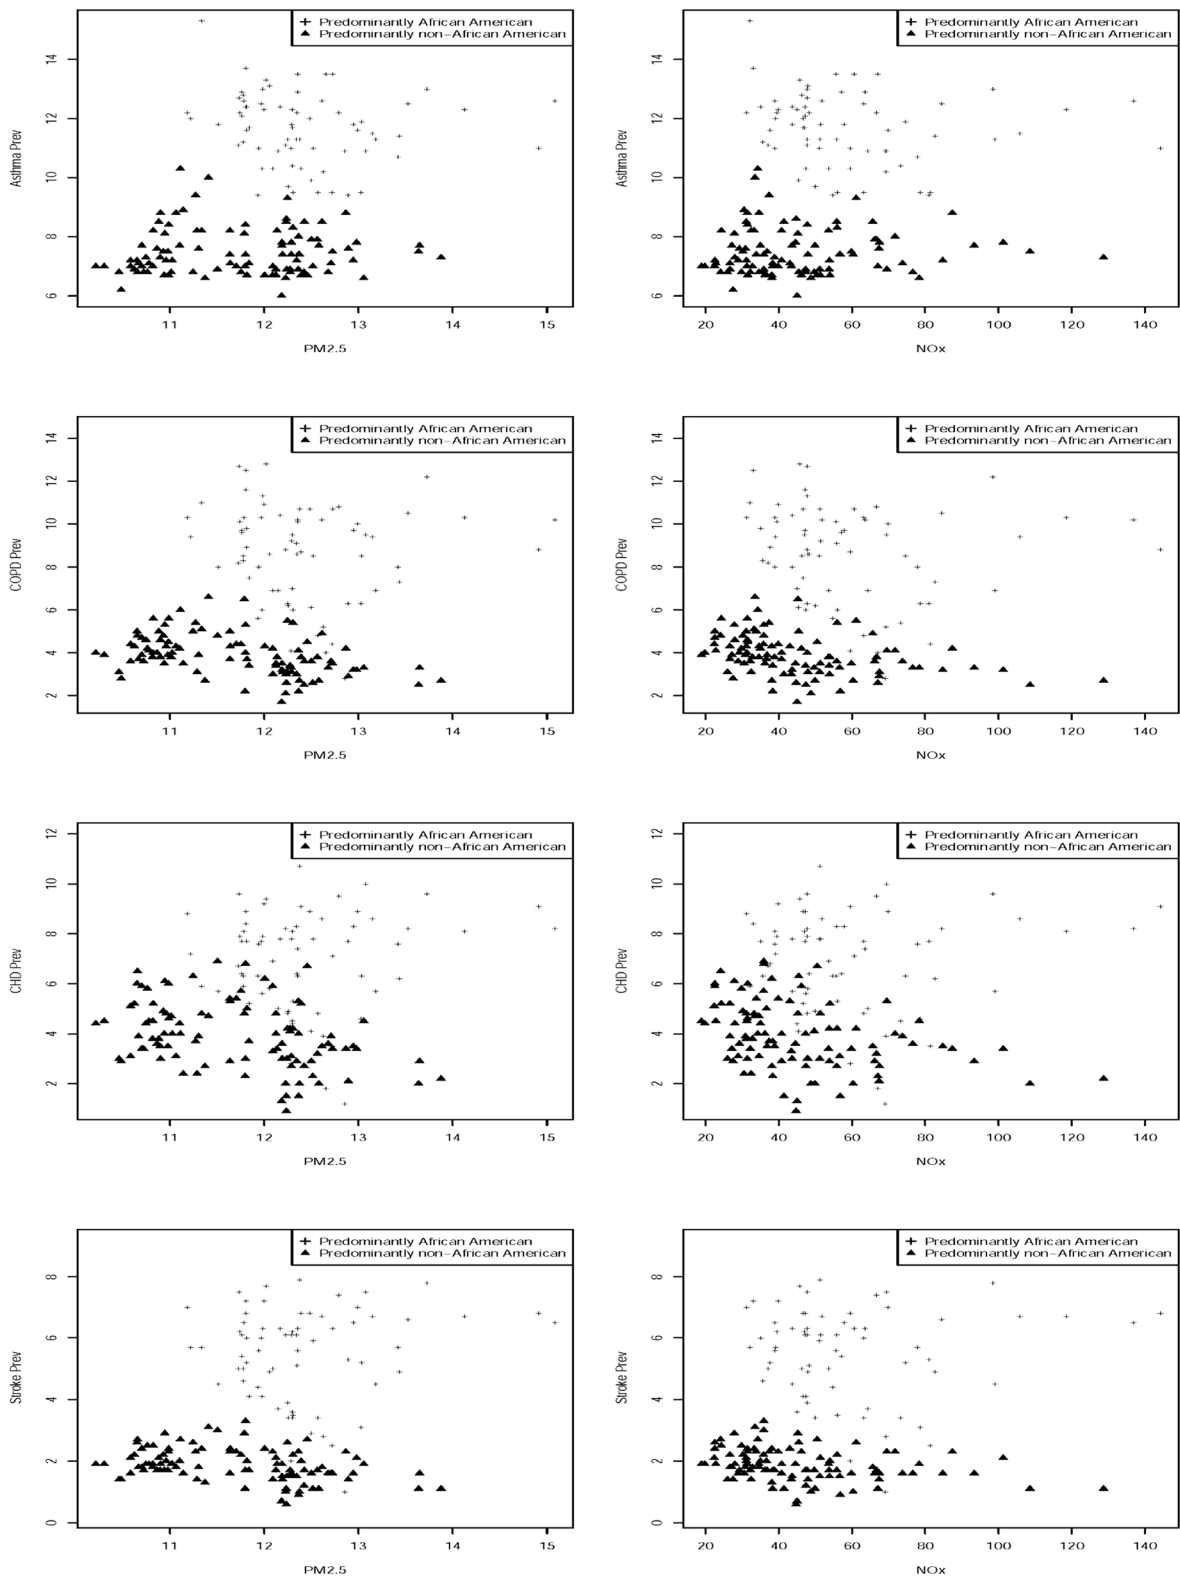 + Predominantly African American
▲ Predominantly non−African American
Asthma Prev
6 8 10 12 14
11 12 13 14 15
PM2.5
+ Predominantly African American
▲ Predominantly non−African American
Asthma Prev
6 8 10 12 14
20 40 60 80 100 120 140
NOx
+ Predominantly African American
▲ Predominantly non−African American
COPD Prev
2 4 6 8 10 12 14
11 12 13 14 15
PM2.5
+ Predominantly African American
▲ Predominantly non−African American
COPD Prev
2 4 6 8 10 12 14
20 40 60 80 100 120 140
NOx
+ Predominantly African American
▲ Predominantly non−African American
CHD Prev
2 4 6 8 10 12
11 12 13 14 15
PM2.5
+ Predominantly African American
▲ Predominantly non−African American
CHD Prev
2 4 6 8 10 12
20 40 60 80 100 120 140
NOx
+ Predominantly African American
▲ Predominantly non−African American
Stroke Prev
0 2 4 6 8
11 12 13 14 15
PM2.5
+ Predominantly African American
▲ Predominantly non−African American
Stroke Prev
0 2 4 6 8
20 40 60 80 100 120 140
NOx